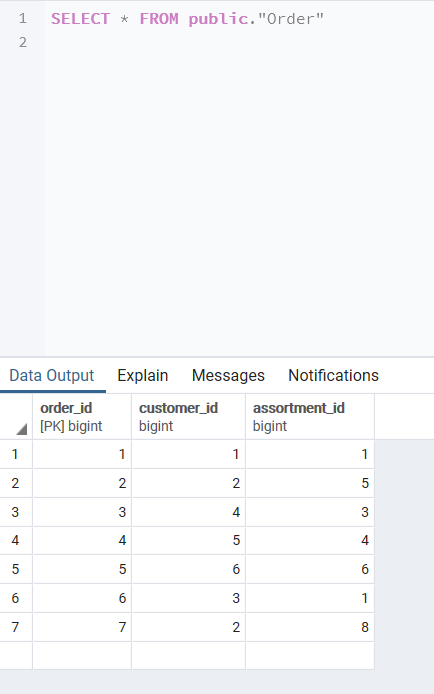 1 SELECT * FROM public."Order"
2
Data Output Explain Messages Notifications
order_id customer_id assortment_id
[PK] bigint bigint bigint
1 1 1 1
2 2 2 5
3 3 4 3
4 4 5 4
5 5 6 6
6 6 3 1
7 7 2 8